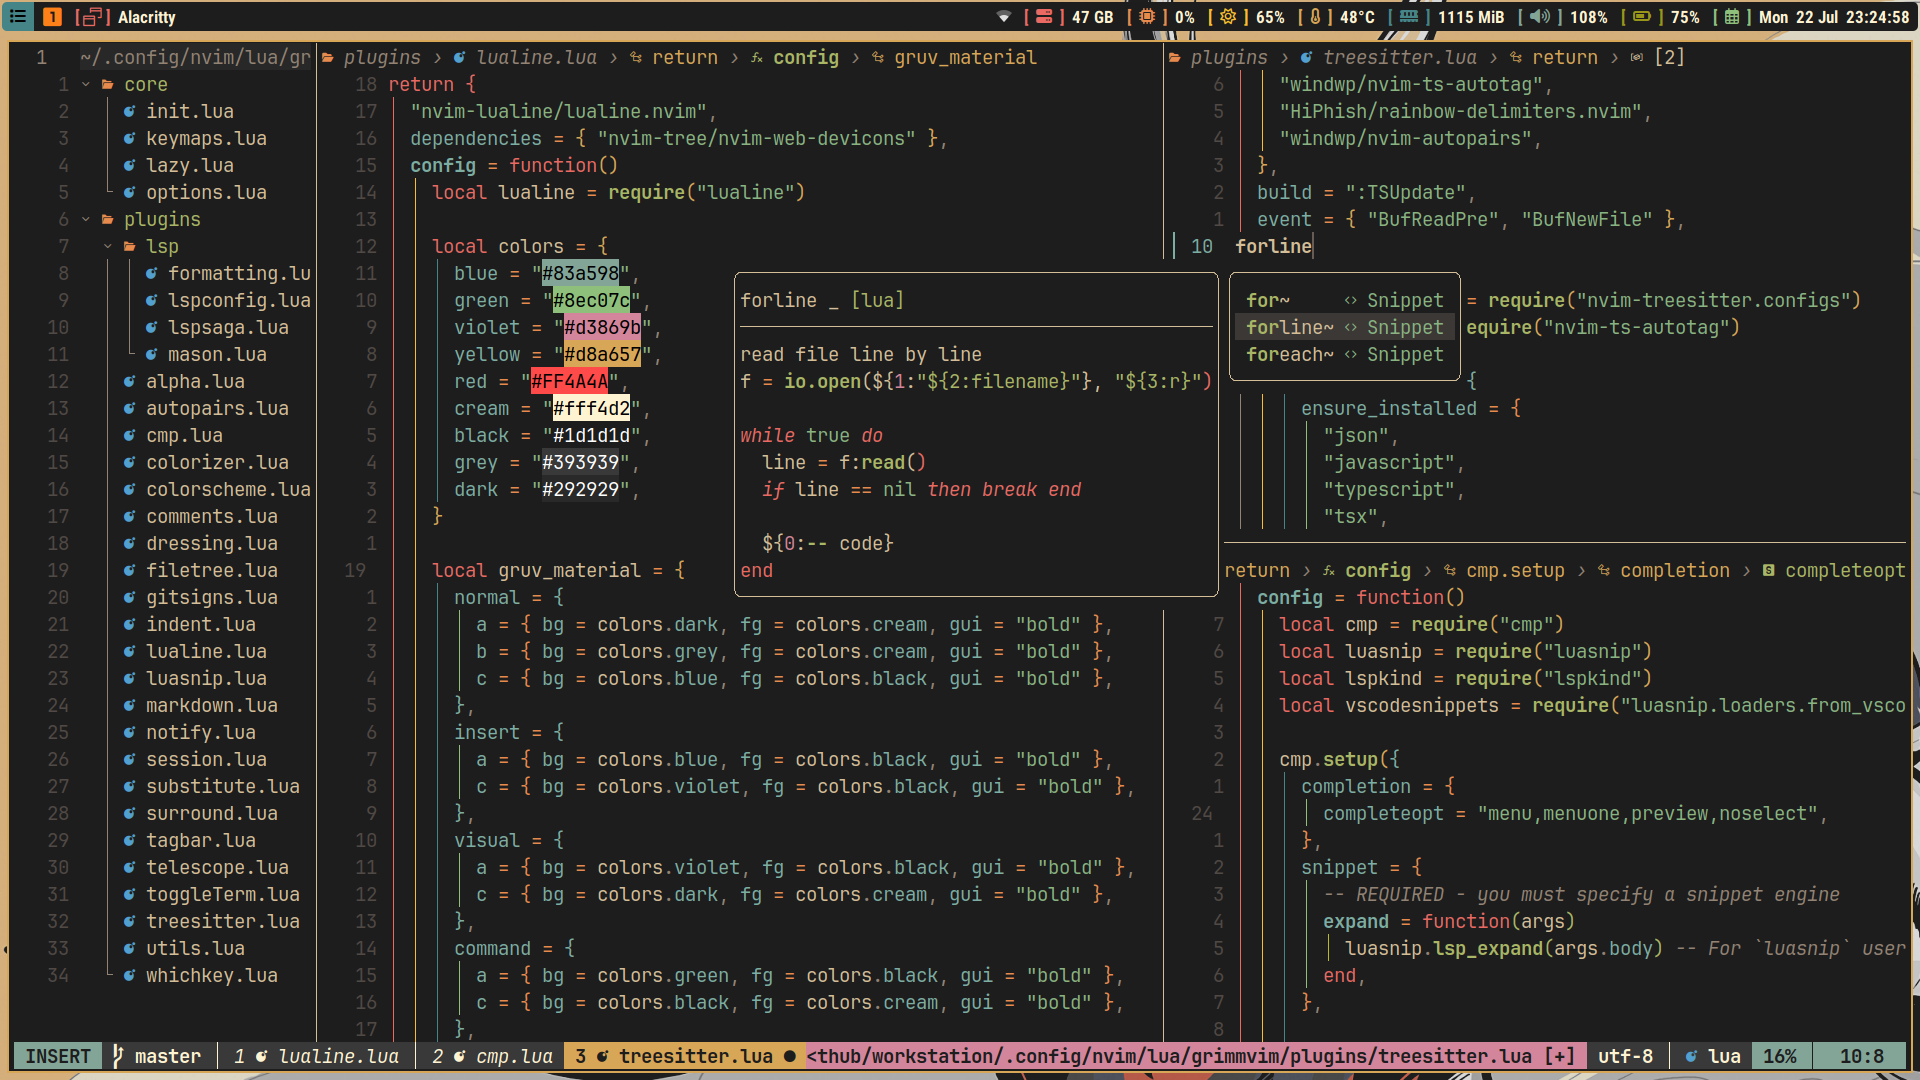 1 [ ] Alacritty [ ] 47 GB [ ] 0% [ ] 65% [ ] 48°C [ ] 1115 MiB [ ] 108% [ ] 75% [ ] Mon 22 Jul 23:24:58
1 ~/.config/nvim/lua/gr
1 core
2 init.lua
3 keymaps.lua
4 lazy.lua
5 options.lua
6 plugins
7 lsp
8 formatting.lu
9 lspconfig.lua
10 lspsaga.lua
11 mason.lua
12 alpha.lua
13 autopairs.lua
14 cmp.lua
15 colorizer.lua
16 colorscheme.lua
17 comments.lua
18 dressing.lua
19 filetree.lua
20 gitsigns.lua
21 indent.lua
22 lualine.lua
23 luasnip.lua
24 markdown.lua
25 notify.lua
26 session.lua
27 substitute.lua
28 surround.lua
29 tagbar.lua
30 telescope.lua
31 toggleTerm.lua
32 treesitter.lua
33 utils.lua
34 whichkey.lua
plugins › lualine.lua › return › config › gruv_material
18 return {
17 "nvim-lualine/lualine.nvim",
16 dependencies = { "nvim-tree/nvim-web-devicons" },
15 config = function()
14 local lualine = require("lualine")
13
12 local colors = {
11 blue = "#83a598",
10 green = "#8ec07c",
9 violet = "#d3869b",
8 yellow = "#d8a657",
7 red = "#FF4A4A",
6 cream = "#fff4d2",
5 black = "#1d1d1d",
4 grey = "#393939",
3 dark = "#292929",
2 }
1
19 local gruv_material = {
1 normal = {
2 a = { bg = colors.dark, fg = colors.cream, gui = "bold" },
3 b = { bg = colors.grey, fg = colors.cream, gui = "bold" },
4 c = { bg = colors.blue, fg = colors.black, gui = "bold" },
5 },
6 insert = {
7 a = { bg = colors.blue, fg = colors.black, gui = "bold" },
8 c = { bg = colors.violet, fg = colors.black, gui = "bold" },
9 },
10 visual = {
11 a = { bg = colors.violet, fg = colors.black, gui = "bold" },
12 c = { bg = colors.dark, fg = colors.cream, gui = "bold" },
13 },
14 command = {
15 a = { bg = colors.green, fg = colors.black, gui = "bold" },
16 c = { bg = colors.black, fg = colors.cream, gui = "bold" },
17 },
forline _ [lua]
read file line by line
f = io.open(${1:"${2:filename}"}, "${3:r}")
while true do
line = f:read()
if line == nil then break end
${0:-- code}
end
plugins › treesitter.lua › return › [2]
6 "windwp/nvim-ts-autotag",
5 "HiPhish/rainbow-delimiters.nvim",
4 "windwp/nvim-autopairs",
3 },
2 build = ":TSUpdate",
1 event = { "BufReadPre", "BufNewFile" },
10 forline
for~ Snippet = require("nvim-treesitter.configs")
forline~ Snippet equire("nvim-ts-autotag")
foreach~ Snippet
{
ensure_installed = {
"json",
"javascript",
"typescript",
"tsx",
return › config › cmp.setup › completion › completeopt
config = function()
7 local cmp = require("cmp")
6 local luasnip = require("luasnip")
5 local lspkind = require("lspkind")
4 local vscodesnippets = require("luasnip.loaders.from_vsco
3
2 cmp.setup({
1 completion = {
24 completeopt = "menu,menuone,preview,noselect",
1 },
2 snippet = {
3 -- REQUIRED - you must specify a snippet engine
4 expand = function(args)
5 luasnip.lsp_expand(args.body) -- For `luasnip` user
6 end,
7 },
8
INSERT master 1 lualine.lua 2 cmp.lua 3 treesitter.lua ● <thub/workstation/.config/nvim/lua/grimmvim/plugins/treesitter.lua [+] utf-8 lua 16% 10:8